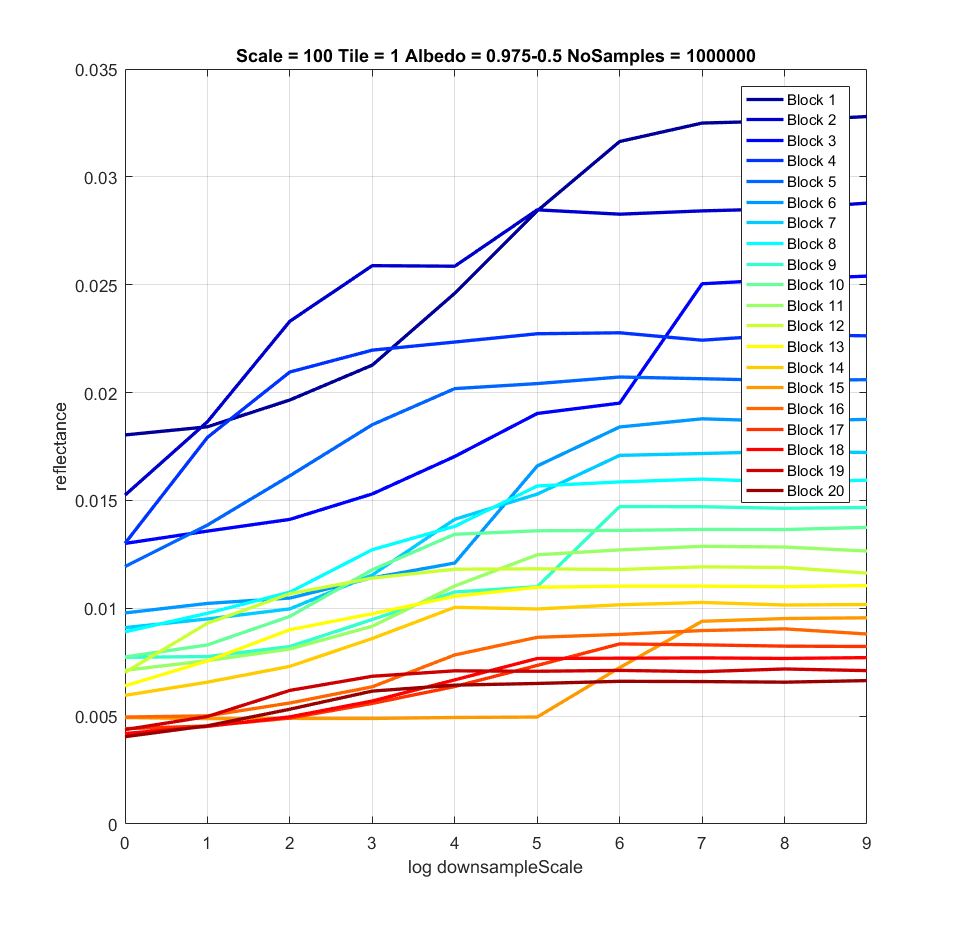 Scale = 100 Tile = 1 Albedo = 0.975-0.5 NoSamples = 1000000
0.035
0.03
0.025
0.02
0.015
0.01
0.005
0
reflectance
Block 1
Block 2
Block 3
Block 4
Block 5
Block 6
Block 7
Block 8
Block 9
Block 10
Block 11
Block 12
Block 13
Block 14
Block 15
Block 16
Block 17
Block 18
Block 19
Block 20
0 1 2 3 4 5 6 7 8 9
log downsampleScale